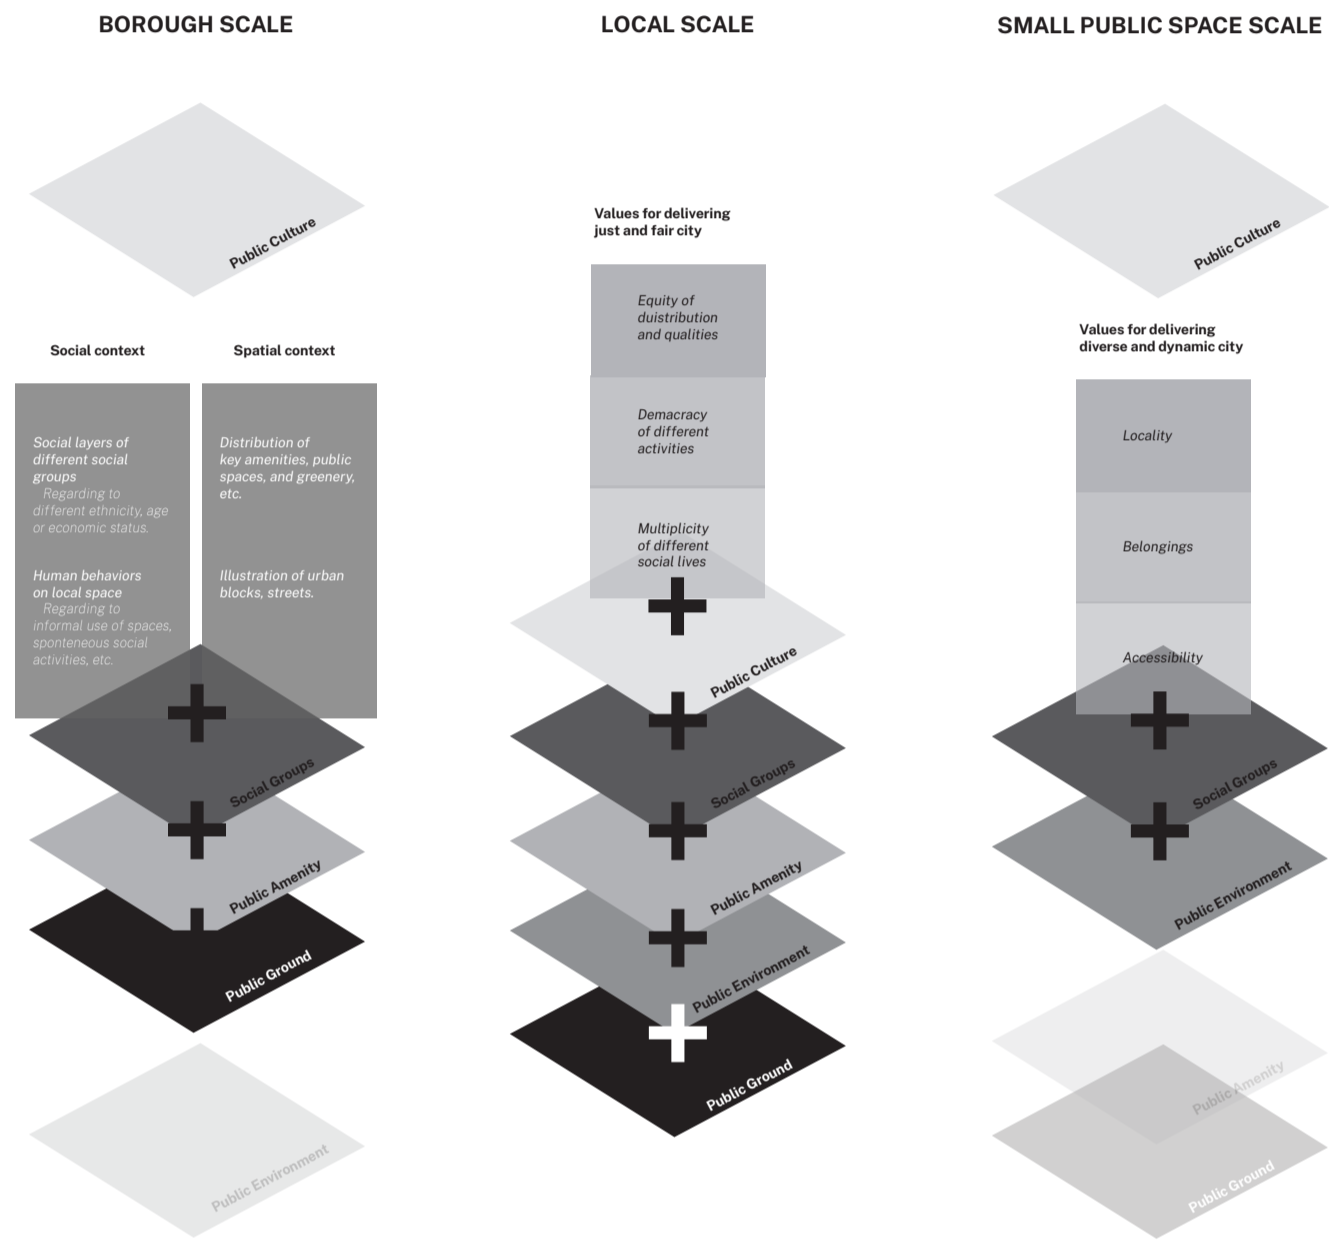 BOROUGH SCALE
Public Culture
Social context
Spatial context
Social layers of
different social
groups
Regarding to
different ethnicity, age
or economic status.
Human behaviors
on local space
Regarding to
informal use of spaces,
sponteneous social
activities, etc.
Distribution of
key amenities, public
spaces, and greenery,
etc.
Illustration of urban
blocks, streets.
Social Groups
Public Amenity
Public Ground
Public Environment
LOCAL SCALE
Values for delivering
just and fair city
Equity of
duistribution
and qualities
Demacracy
of different
activities
Multiplicity
of different
social lives
Public Culture
Social Groups
Public Amenity
Public Environment
Public Ground
SMALL PUBLIC SPACE SCALE
Public Culture
Values for delivering
diverse and dynamic city
Locality
Belongings
Accessibility
Social Groups
Public Environment
Public Amenity
Public Ground